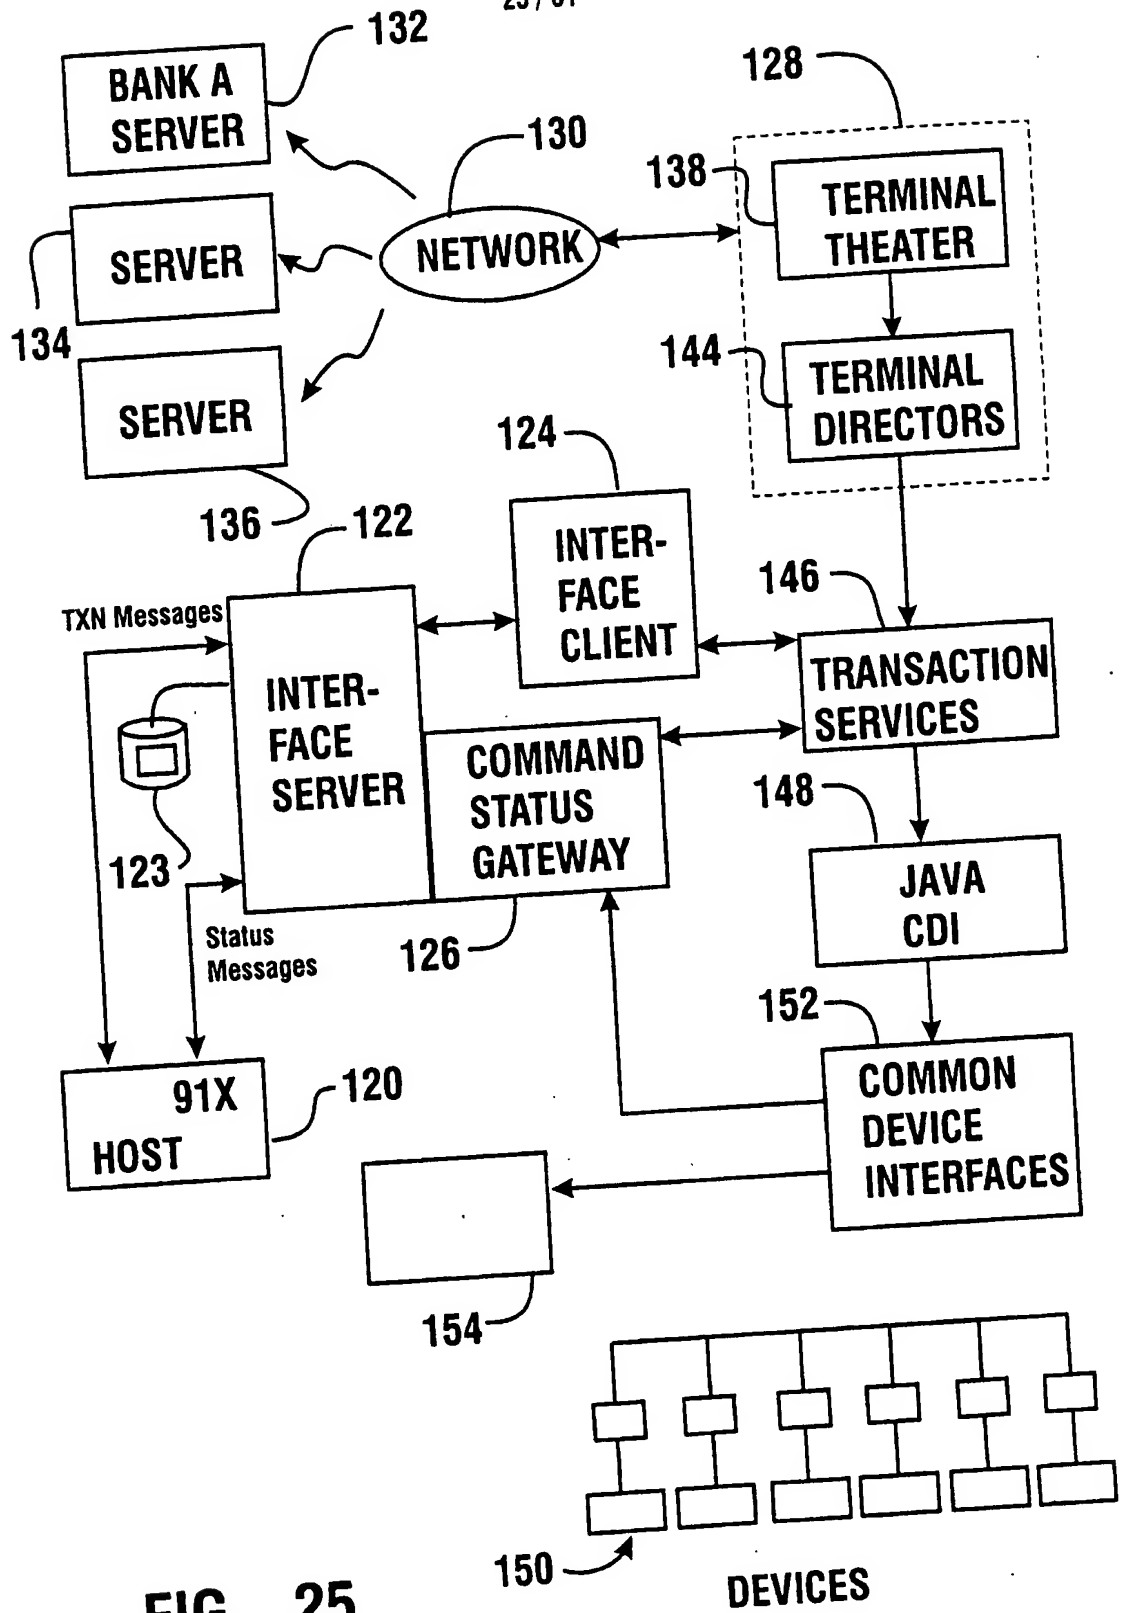 132
BANK A
SERVER
128
130
138
TERMINAL
THEATER
NETWORK
SERVER
134
144
TERMINAL
DIRECTORS
SERVER
124
136
122
INTER-
FACE
CLIENT
146
TXN Messages
INTER-
FACE
SERVER
TRANSACTION
SERVICES
COMMAND
STATUS
GATEWAY
148
123
JAVA
CDI
Status
Messages
126
152
COMMON
DEVICE
INTERFACES
91X
HOST
120
154
150
DEVICES
FIG. 25